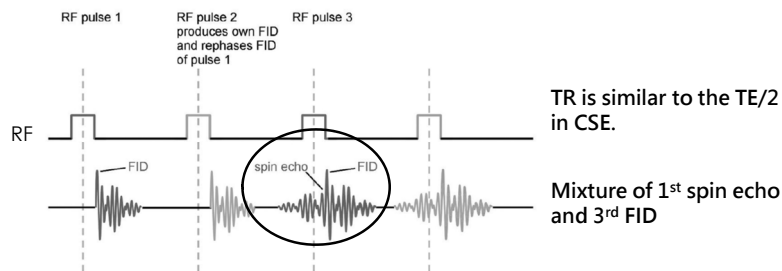 RF pulse 1
RF pulse 2
produces own FID
and rephases FID
of pulse 1
RF pulse 3
TR is similar to the TE/2
in CSE.
RF
FID
spin echo
FID
Mixture of 1st spin echo
and 3rd FID